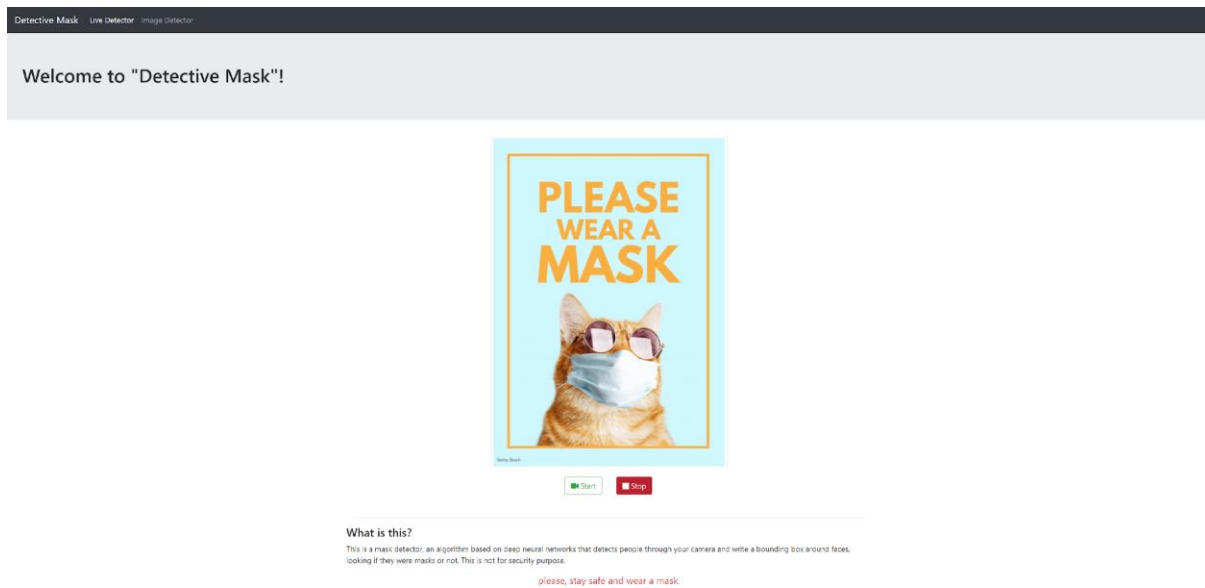 Detective Mask Live Detector Image Detector
Welcome to "Detective Mask"!
PLEASE
WEAR A
MASK
Start Stop
What is this?
This is a mask detector, an algorithm based on deep neural networks that detects people through your camera and write a bounding box around faces,
looking if they were masks or not. This is not for security purpose.
please, stay safe and wear a mask.